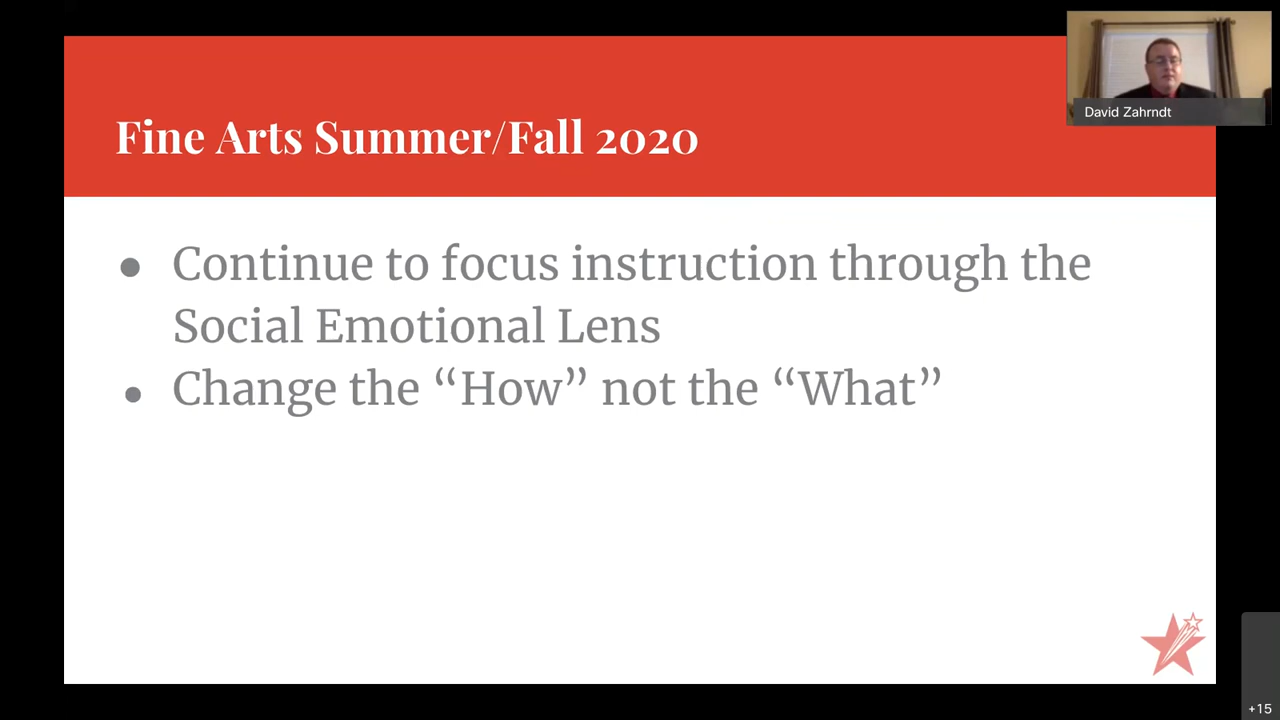 David Zahrndt
Fine Arts Summer/Fall 2020
● Continue to focus instruction through the
Social Emotional Lens
● Change the “How” not the “What”
+15